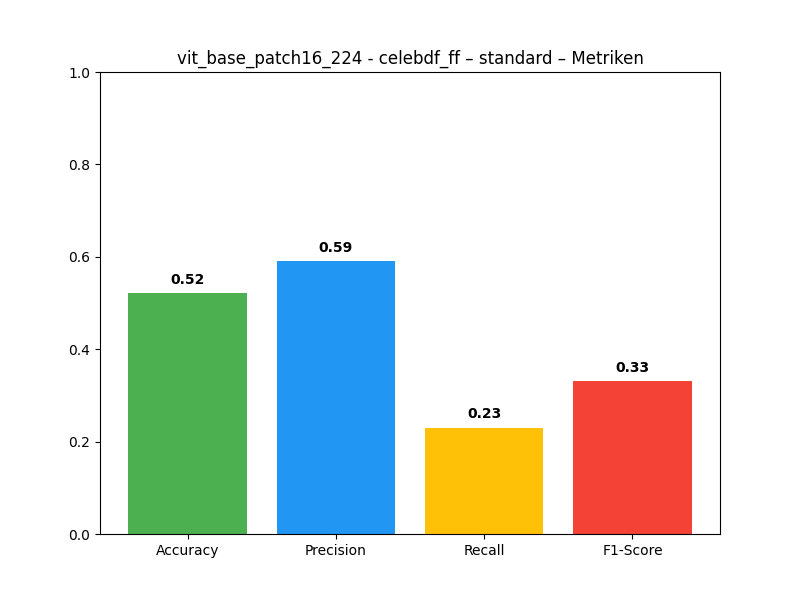 vit_base_patch16_224 - celebdf_ff – standard – Metriken
1.0
0.8
0.6
0.4
0.2
0.0
0.52
0.59
0.23
0.33
Accuracy
Precision
Recall
F1-Score